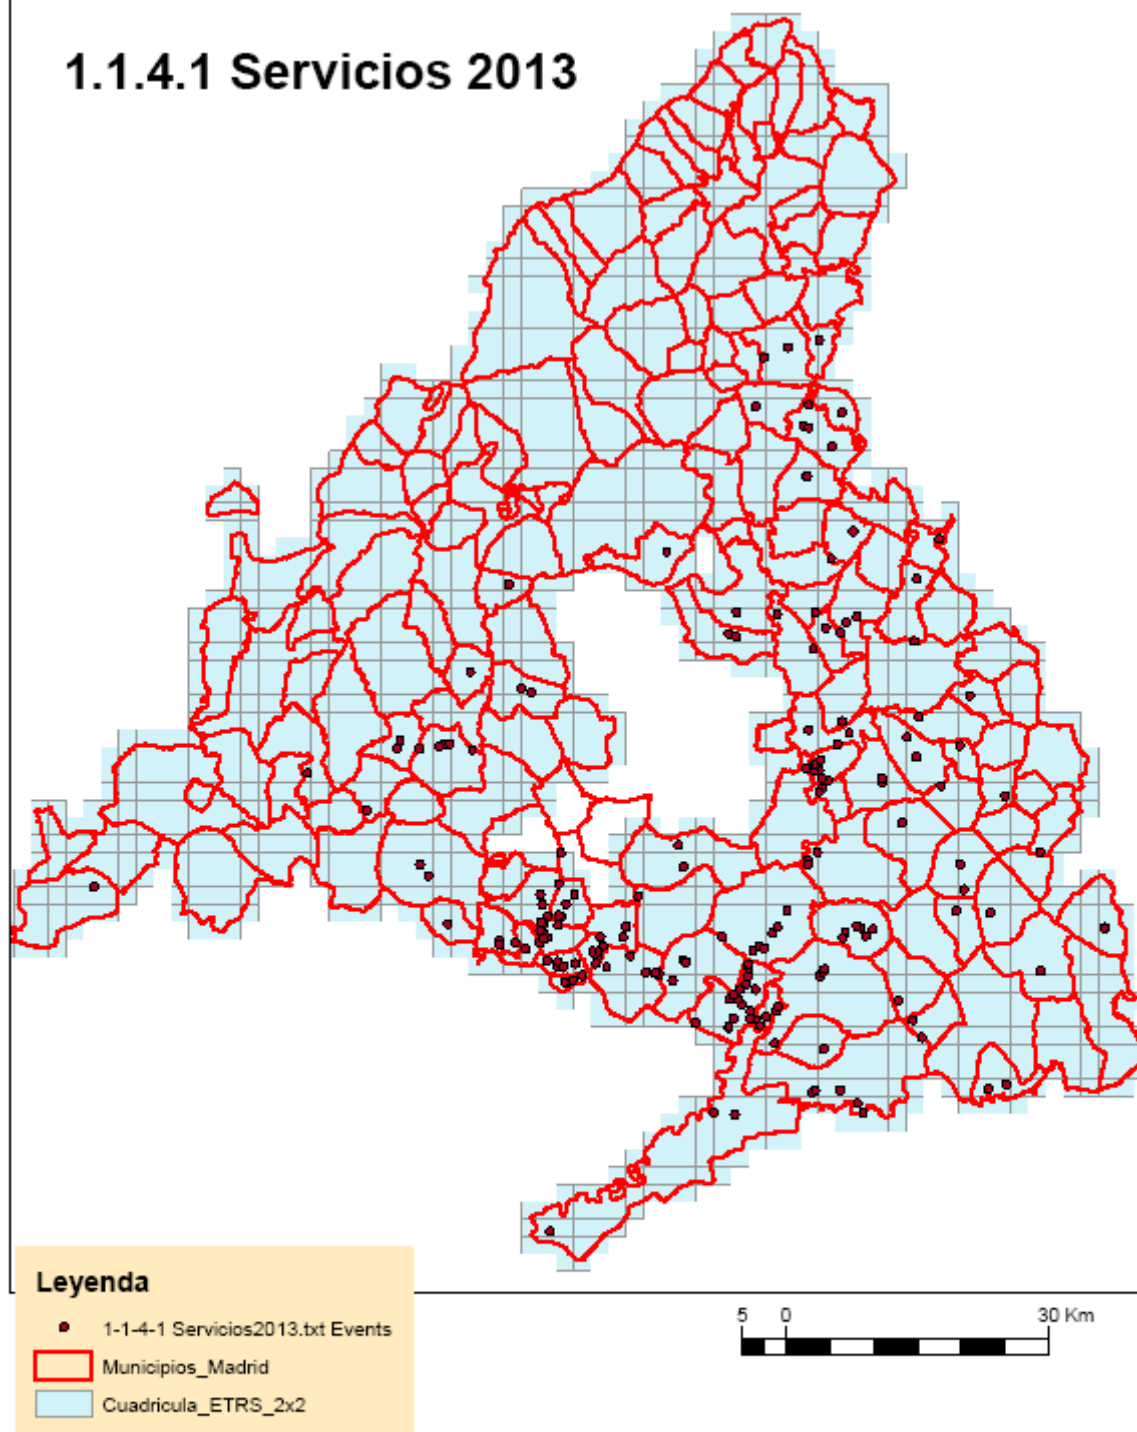 1.1.4.1 Servicios 2013
Leyenda
1-1-4-1 Servicios2013.txt Events
Municipios_Madrid
Cuadricula_ETRS_2x2
5 0 30 Km